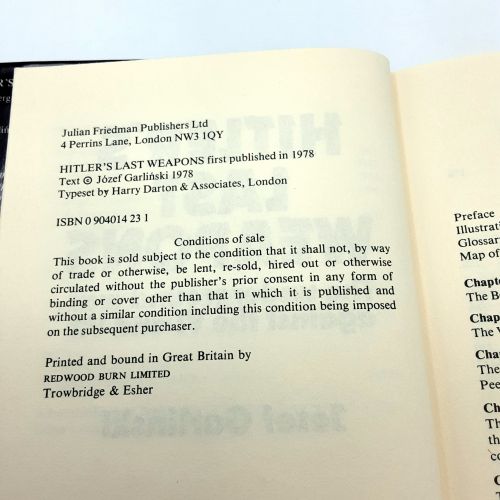 Julian Friedman Publishers Ltd
4 Perrins Lane, London NW3 1QY
HITLER'S LAST WEAPONS first published in 1978
Text © Józef Garliński 1978
Typeset by Harry Darton & Associates, London
ISBN 0 904014 23 1
Conditions of sale
This book is sold subject to the condition that it shall not, by way
of trade or otherwise, be lent, re-sold, hired out or otherwise
circulated without the publisher's prior consent in any form of
binding or cover other than that in which it is published and
without a similar condition including this condition being imposed
on the subsequent purchaser.
Printed and bound in Great Britain by
REDWOOD BURN LIMITED
Trowbridge & Esher
Preface
Map of
The
The